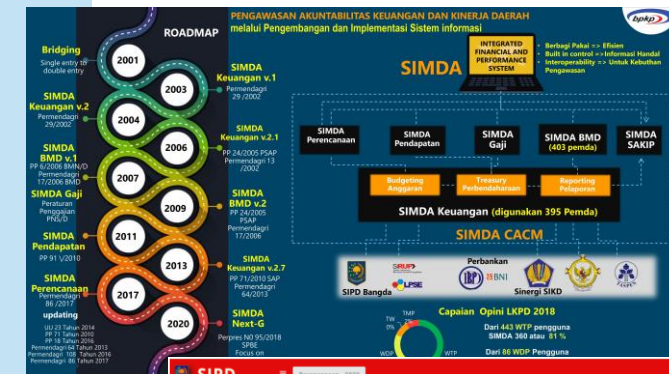 PENGAWASAN AKUNTABILITAS KEUANGAN DAN KINERJA DAERAH
melalui Pengembangan dan Implementasi Sistem informasi
bpkp
ROADMAP
Bridging
Single entry to
double entry
2001
2003
SIMDA
Keuangan v.1
Permendagri
29 /2002
SIMDA
Keuangan v.2
Permendagri
29/2002
2004
2006
SIMDA
Keuangan v.2.1
PP 24/2005 PSAP
Permendagri 13
/2002
SIMDA
BMD v.1
PP 6/2006 BMN/D
Permendagri
17/2006 BMD
2007
SIMDA Gaji
Peraturan
Penggajian
PNS/D
2009
SIMDA
BMD v.2
PP 24/2005
PSAP
Permendagri
17/2006
2011
SIMDA
Pendapatan
PP 91 \/2010
2013
SIMDA
Keuangan v.2.7
PP 71/2010 SAP
Permendagri
64/2013
SIMDA
Perencanaan
Permendagri
86 /2017
2017
updating
UU 23 Tahun 2014
PP 71 Tahun 2010
PP 18 Tahun 2016
Permendagri 64 Tahun 2013
Permendagri 108 Tahun 2016
Permendagri 86 Tahun 2017
2020
SIMDA
Next-G
Perpres NO 95/2018
SPBE
Focus on
SIMDA
INTEGRATED
FINANCIAL AND
PERFORMANCE
SYSTEM
Berbagi Pakai => Efisien
Built in control =>Informasi Handal
Interoperability => Untuk Kebuthan
Pengawasan
SIMDA
Perencanaan
SIMDA
Pendapatan
SIMDA
Gaji
SIMDA BMD
(403 pemda)
SIMDA
SAKIP
Budgeting
Anggaran
Treasury
Perbendaharaan
Reporting
Pelaporan
SIMDA Keuangan (digunakan 395 Pemda)
SIMDA CACM
SIPD Bangda
SIRUP
LPSE
Perbankan
BNI
Sinergi SIKD
TASPEN
Capaian Opini LKPD 2018
TMP
TW
0%
WDP
WTP
Dari 443 WTP pengguna
SIMDA 360 atau 81 %
Dari 86 WDP Pengguna
SIPD